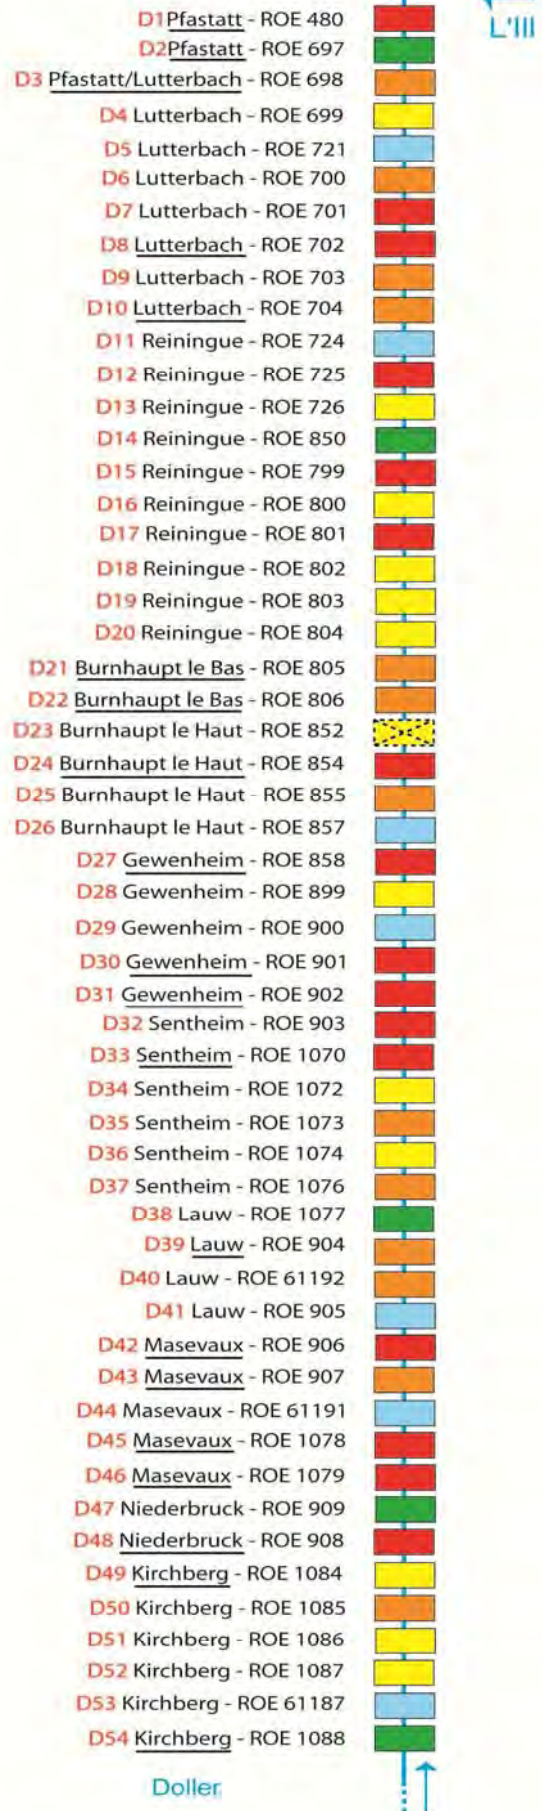 L'Ill
D1 Pfastatt - ROE 480
D2 Pfastatt - ROE 697
D3 Pfastatt/Lutterbach - ROE 698
D4 Lutterbach - ROE 699
D5 Lutterbach - ROE 721
D6 Lutterbach - ROE 700
D7 Lutterbach - ROE 701
D8 Lutterbach - ROE 702
D9 Lutterbach - ROE 703
D10 Lutterbach - ROE 704
D11 Reiningue - ROE 724
D12 Reiningue - ROE 725
D13 Reiningue - ROE 726
D14 Reiningue - ROE 850
D15 Reiningue - ROE 799
D16 Reiningue - ROE 800
D17 Reiningue - ROE 801
D18 Reiningue - ROE 802
D19 Reiningue - ROE 803
D20 Reiningue - ROE 804
D21 Burnhaupt le Bas - ROE 805
D22 Burnhaupt le Bas - ROE 806
D23 Burnhaupt le Haut - ROE 852
D24 Burnhaupt le Haut - ROE 854
D25 Burnhaupt le Haut - ROE 855
D26 Burnhaupt le Haut - ROE 857
D27 Gewenheim - ROE 858
D28 Gewenheim - ROE 899
D29 Gewenheim - ROE 900
D30 Gewenheim - ROE 901
D31 Gewenheim - ROE 902
D32 Sentheim - ROE 903
D33 Sentheim - ROE 1070
D34 Sentheim - ROE 1072
D35 Sentheim - ROE 1073
D36 Sentheim - ROE 1074
D37 Sentheim - ROE 1076
D38 Lauw - ROE 1077
D39 Lauw - ROE 904
D40 Lauw - ROE 61192
D41 Lauw - ROE 905
D42 Masevaux - ROE 906
D43 Masevaux - ROE 907
D44 Masevaux - ROE 61191
D45 Masevaux - ROE 1078
D46 Masevaux - ROE 1079
D47 Niederbruck - ROE 909
D48 Niederbruck - ROE 908
D49 Kirchberg - ROE 1084
D50 Kirchberg - ROE 1085
D51 Kirchberg - ROE 1086
D52 Kirchberg - ROE 1087
D53 Kirchberg - ROE 61187
D54 Kirchberg - ROE 1088
Doller